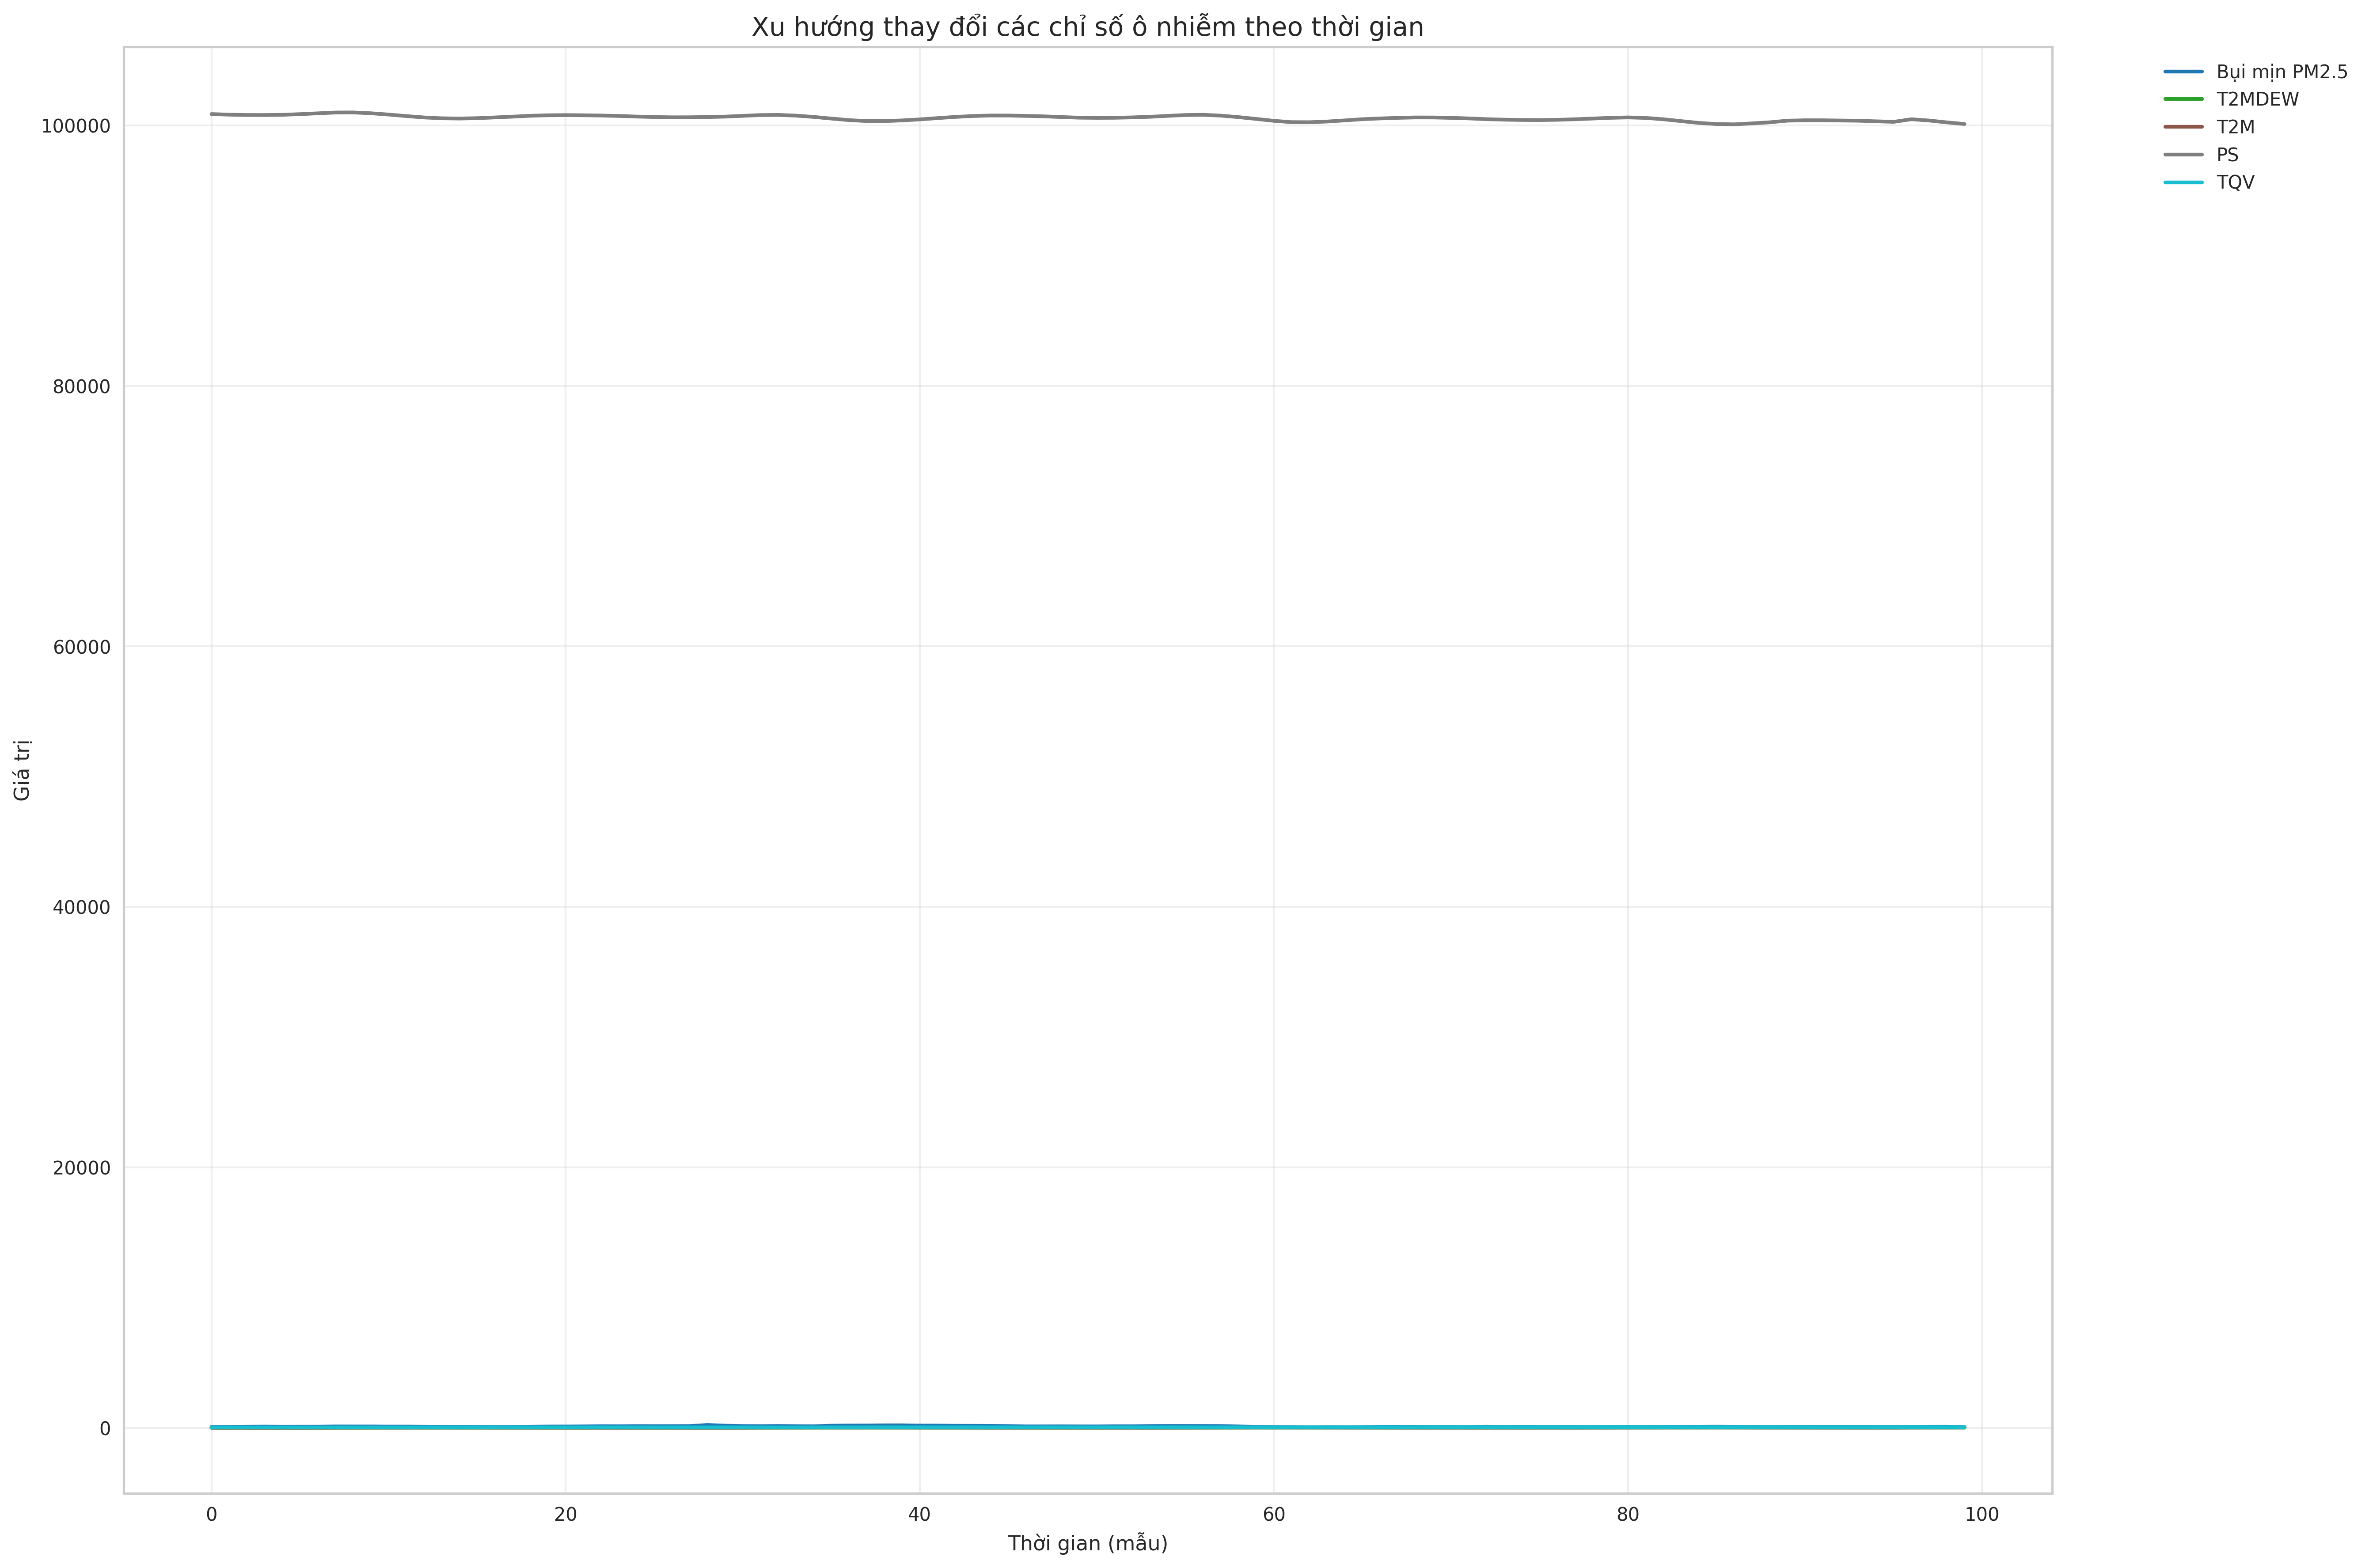 Xu hướng thay đổi các chỉ số ô nhiễm theo thời gian
Bụi mịn PM2.5
T2MDEW
T2M
PS
TQV
100000
80000
60000
40000
20000
0
Giá trị
0 20 40 60 80 100
Thời gian (mẫu)